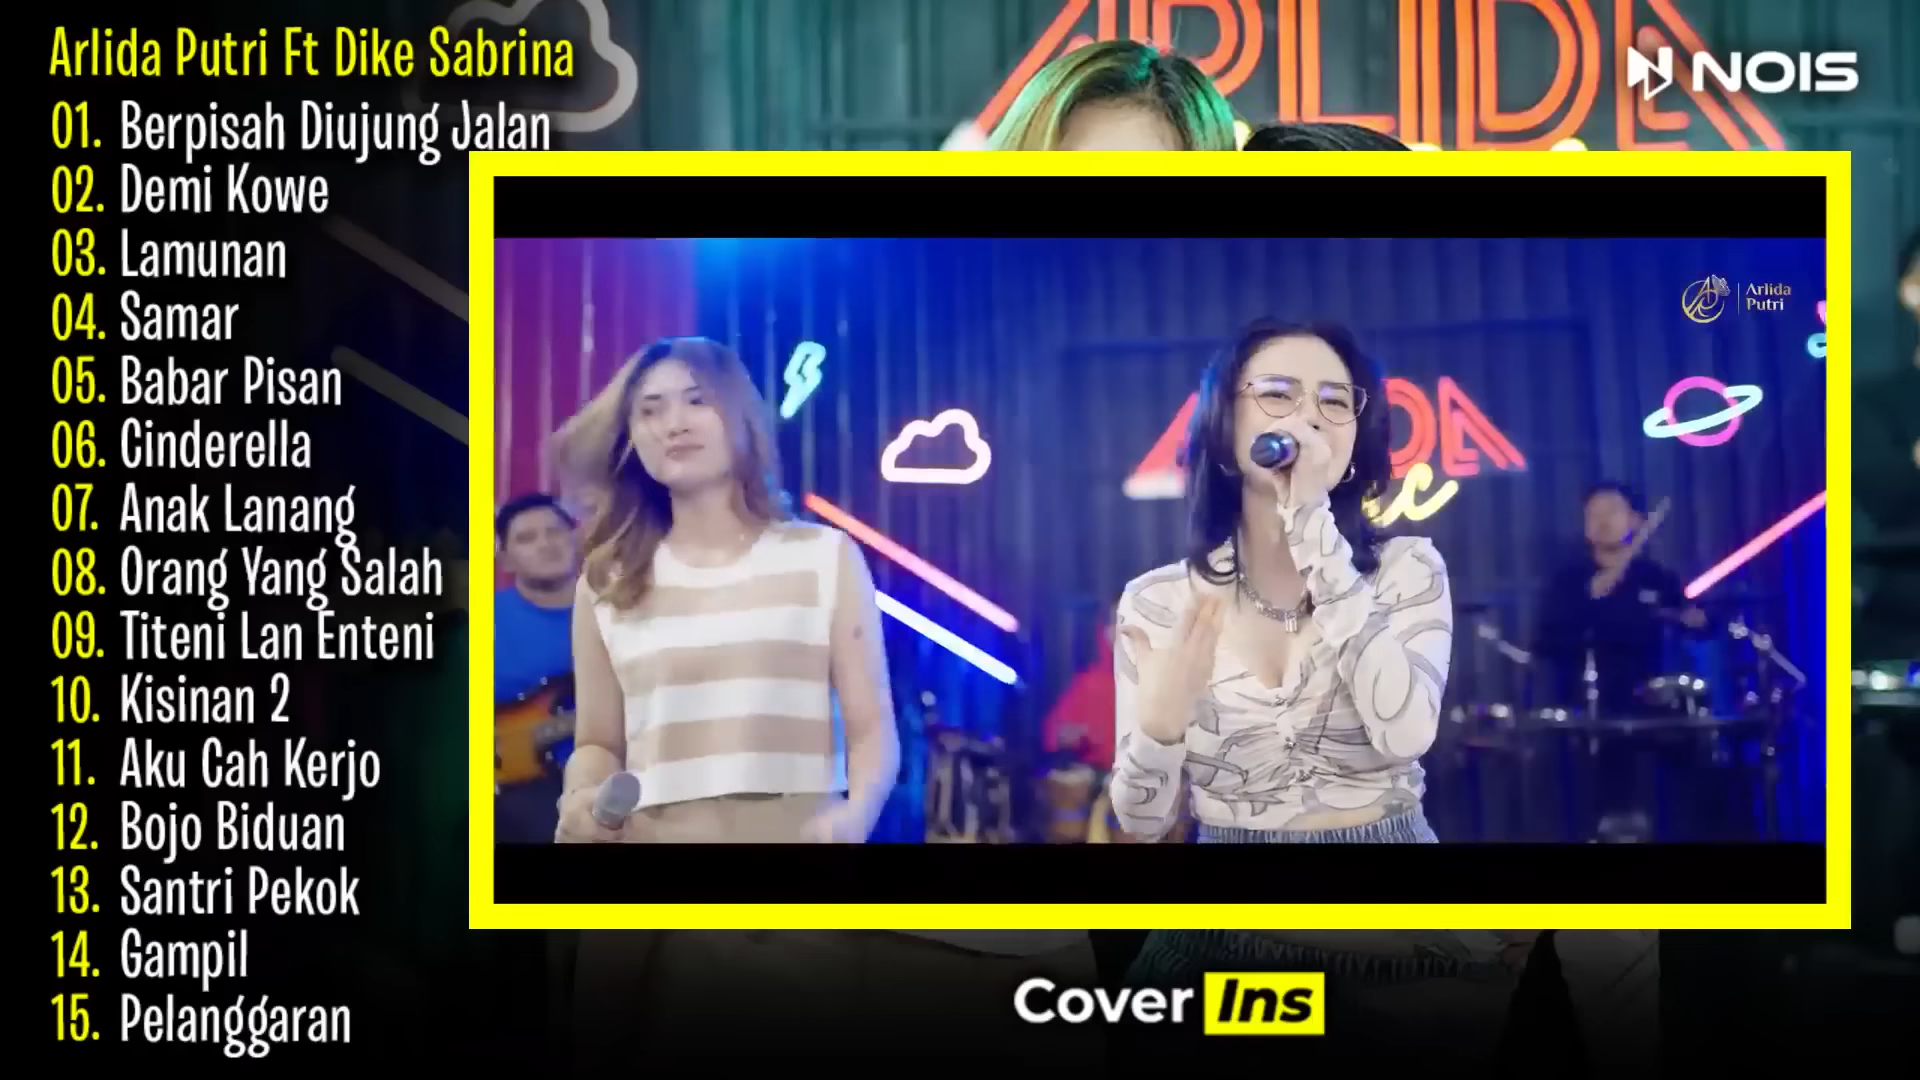 Arlida Putri Ft Dike Sabrina
01. Berpisah Diujung Jalan
02. Demi Kowe
03. Lamunan
04. Samar
05. Babar Pisan
06. Cinderella
07. Anak Lanang
08. Orang Yang Salah
09. Titeni Lan Enteni
10. Kisinan 2
11. Aku Cah Kerjo
12. Bojo Biduan
13. Santri Pekok
14. Gampil
15. Pelanggaran
ARLIDA
NOIS
Arlida
Putri
Cover Ins